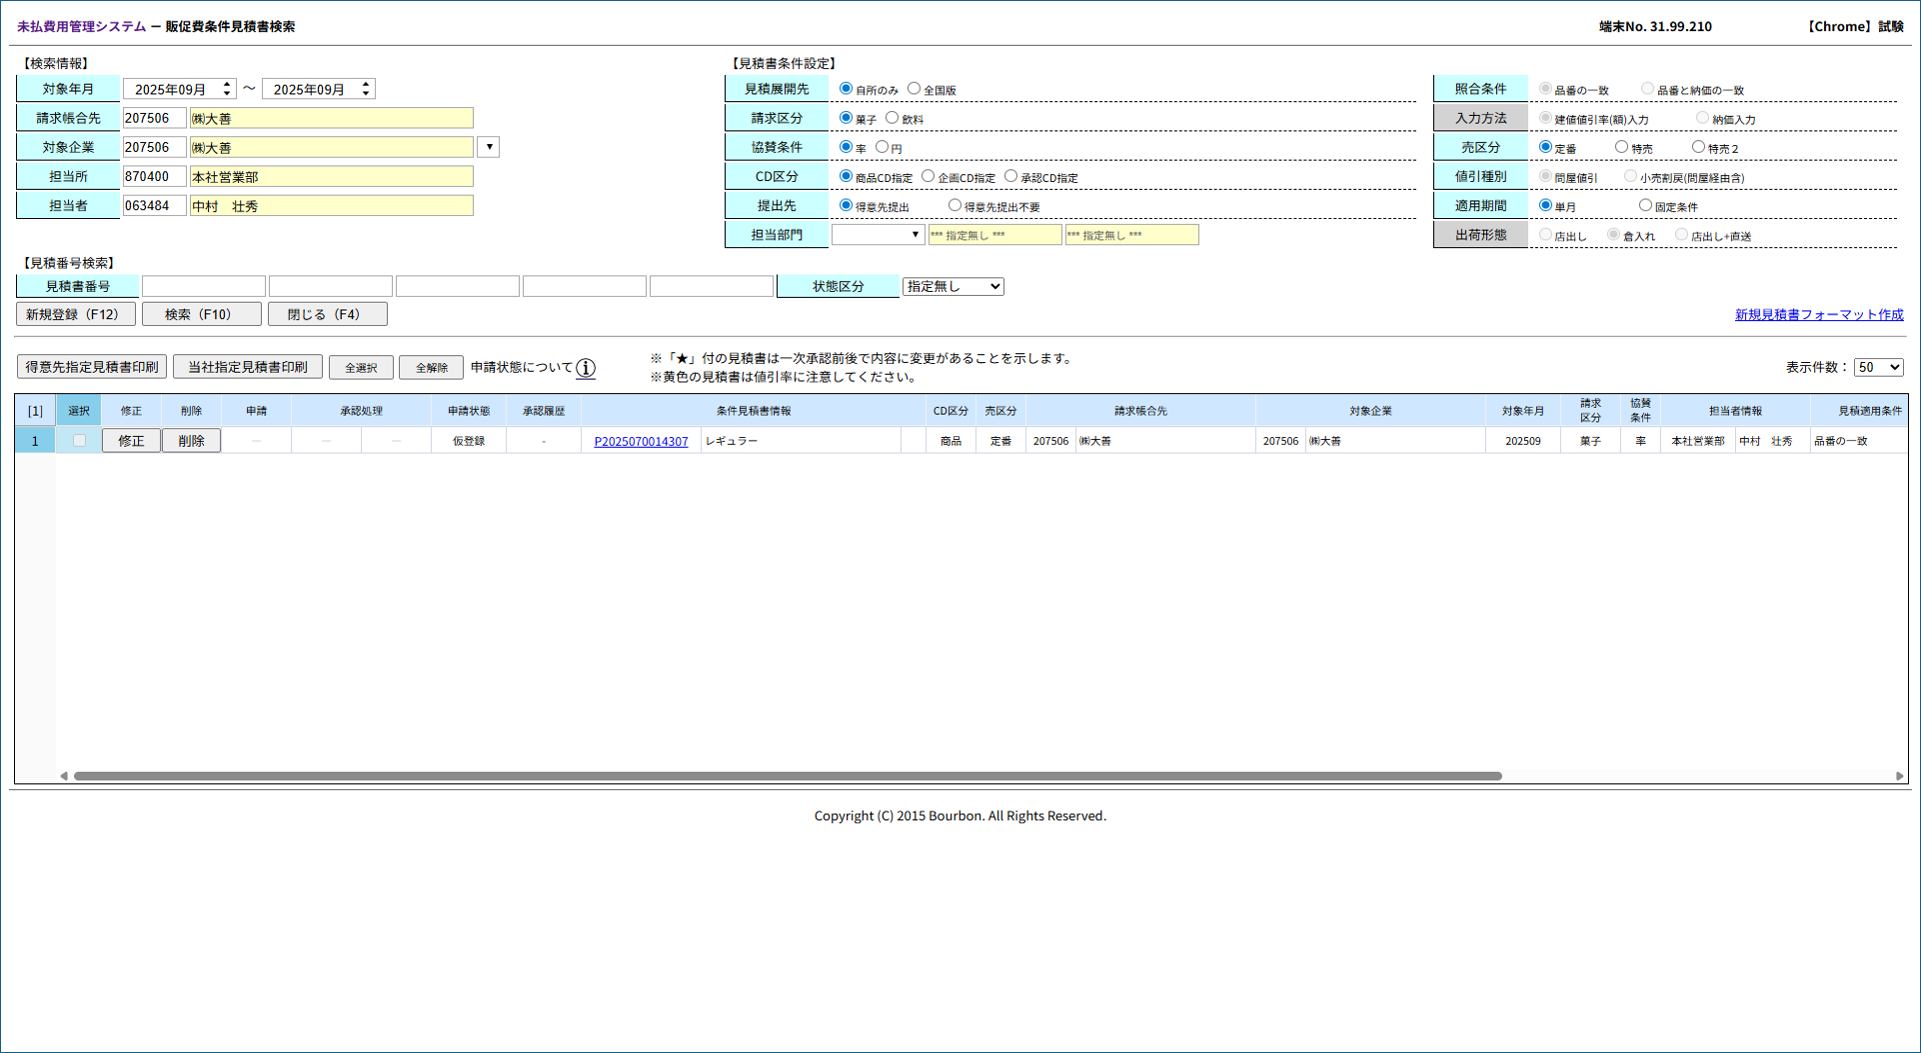 未払費用管理システム － 販促費条件見積書検索　端末No. 31.99.210　【Chrome】試験
【検索情報】
対象年月　2025年09月　～　2025年09月
請求帳合先　207506　㈱大善
対象企業　207506　㈱大善　▼
担当所　870400　本社営業部
担当者　063484　中村　壮秀
【見積書条件設定】
見積展開先　自所のみ　全国版
請求区分　菓子　飲料
協賛条件　率　円
CD区分　商品CD指定　企画CD指定　承認CD指定
提出先　得意先提出　得意先提出不要
担当部門　▼　*** 指定無し ***　*** 指定無し ***
照合条件　品番の一致　品番と納価の一致
入力方法　建値値引率(額)入力　納価入力
売区分　定番　特売　特売２
値引種別　問屋値引　小売割戻(問屋経由含)
適用期間　単月　固定条件
出荷形態　店出し　倉入れ　店出し+直送
【見積番号検索】
見積書番号　状態区分　指定無し
新規登録（F12）　検索（F10）　閉じる（F4）　新規見積書フォーマット作成
得意先指定見積書印刷　当社指定見積書印刷　全選択　全解除　申請状態について
※「★」付の見積書は一次承認前後で内容に変更があることを示します。
※黄色の見積書は値引率に注意してください。
表示件数：　50
[1]　選択　修正　削除　申請　承認処理　申請状態　承認履歴　条件見積書情報　CD区分　売区分　請求帳合先　対象企業　対象年月　請求区分　協賛条件　担当者情報　見積適用条件
1　修正　削除　―　―　―　仮登録　-　P2025070014307　レギュラー　商品　定番　207506　㈱大善　207506　㈱大善　202509　菓子　率　本社営業部　中村　壮秀　品番の一致
Copyright (C) 2015 Bourbon. All Rights Reserved.